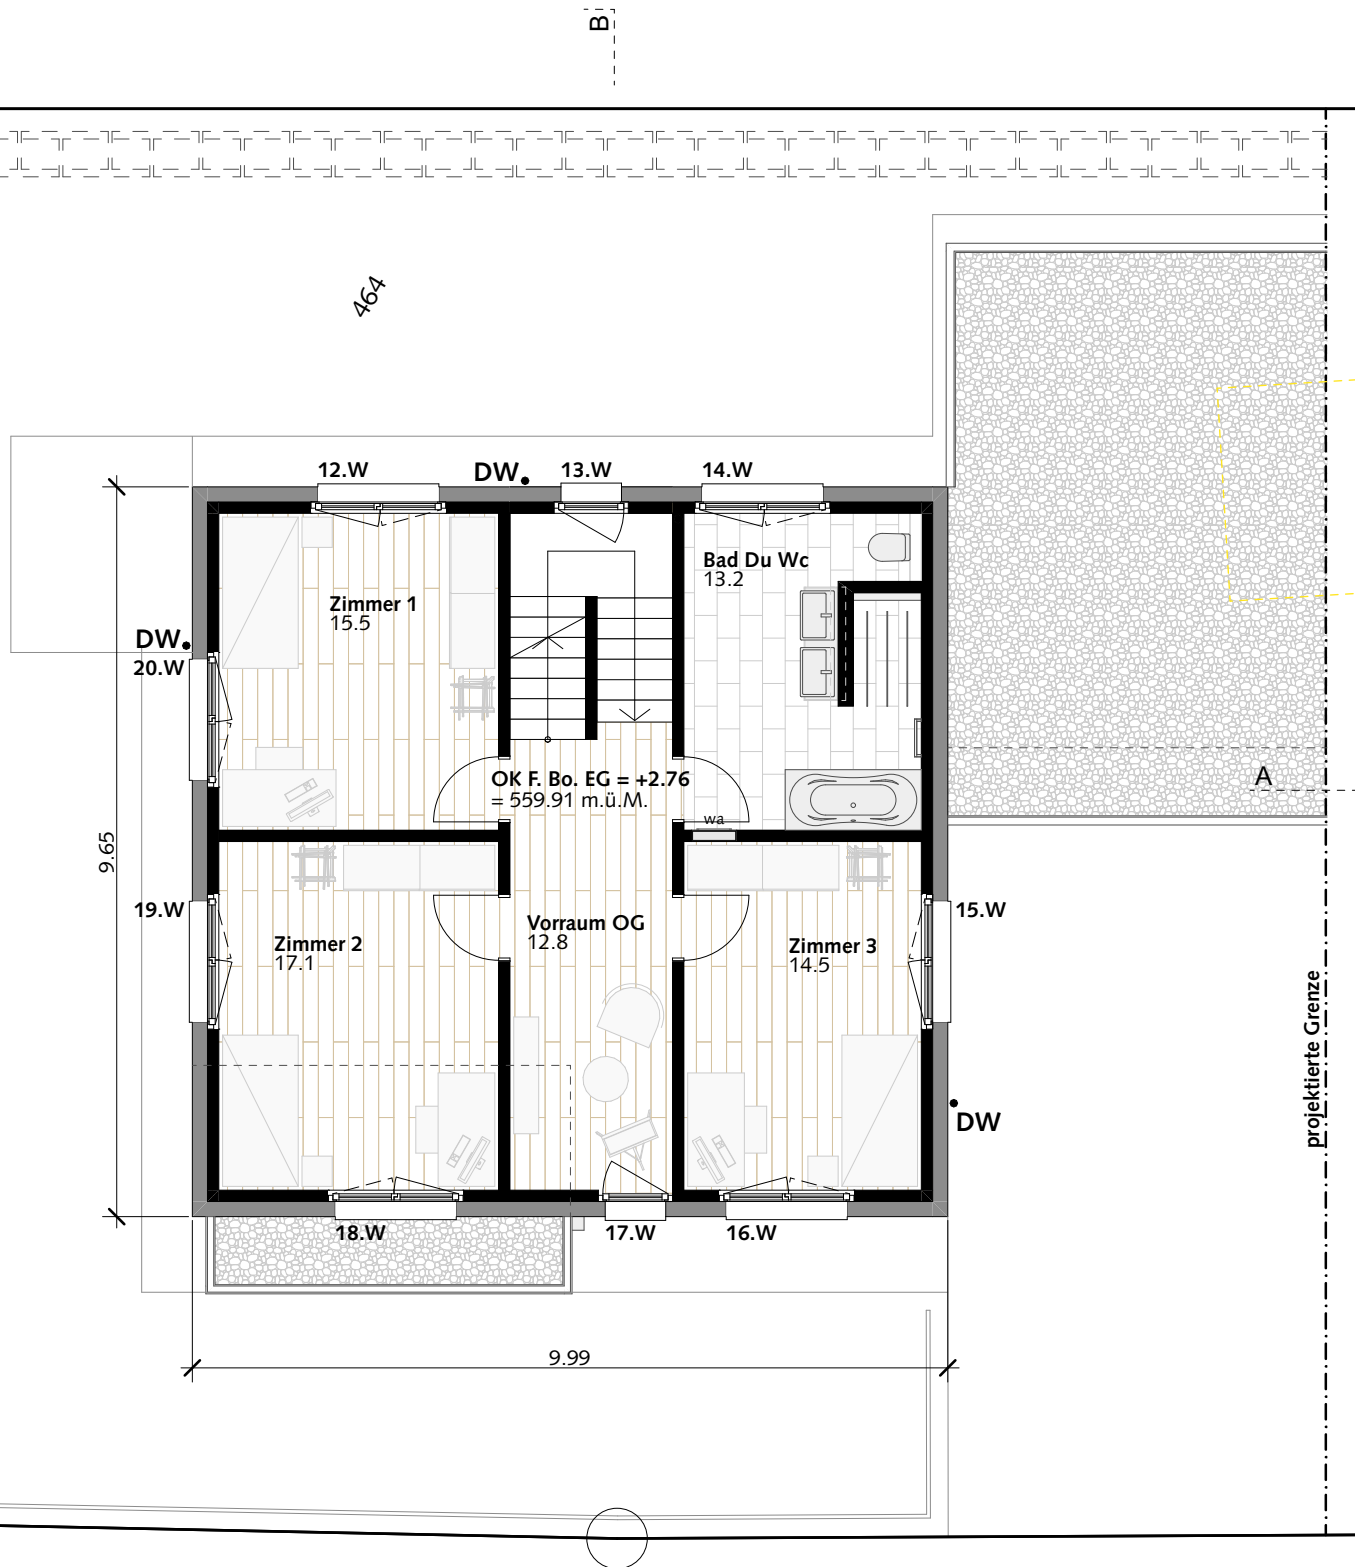 B
464
12.W
DW.
13.W
14.W
Bad Du Wc
13.2
Zimmer 1
15.5
DW.
20.W
OK F. Bo. EG = +2.76
= 559.91 m.ü.M.
A
wa
9.65
19.W
15.W
Vorraum OG
12.8
Zimmer 2
17.1
Zimmer 3
14.5
projektierte Grenze
DW
18.W
17.W
16.W
9.99